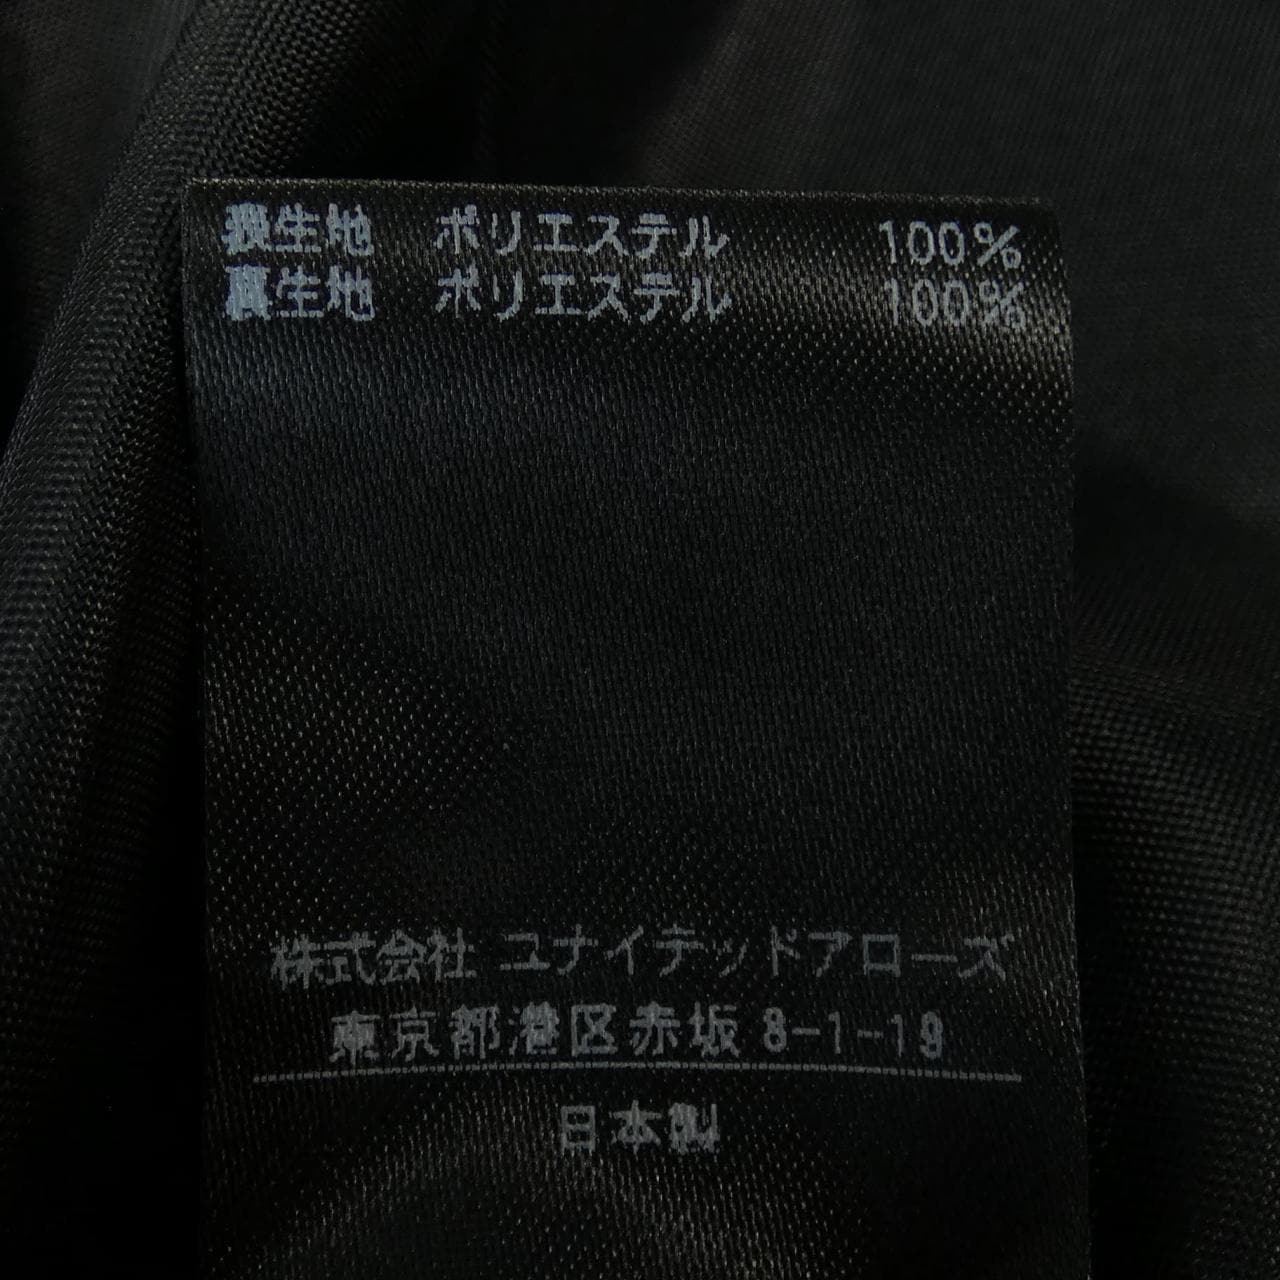 表生地 ポリエステル 100%
裏生地 ポリエステル 100%
株式会社 ユナイテッドアローズ
東京都港区赤坂 8-1-19
日本製